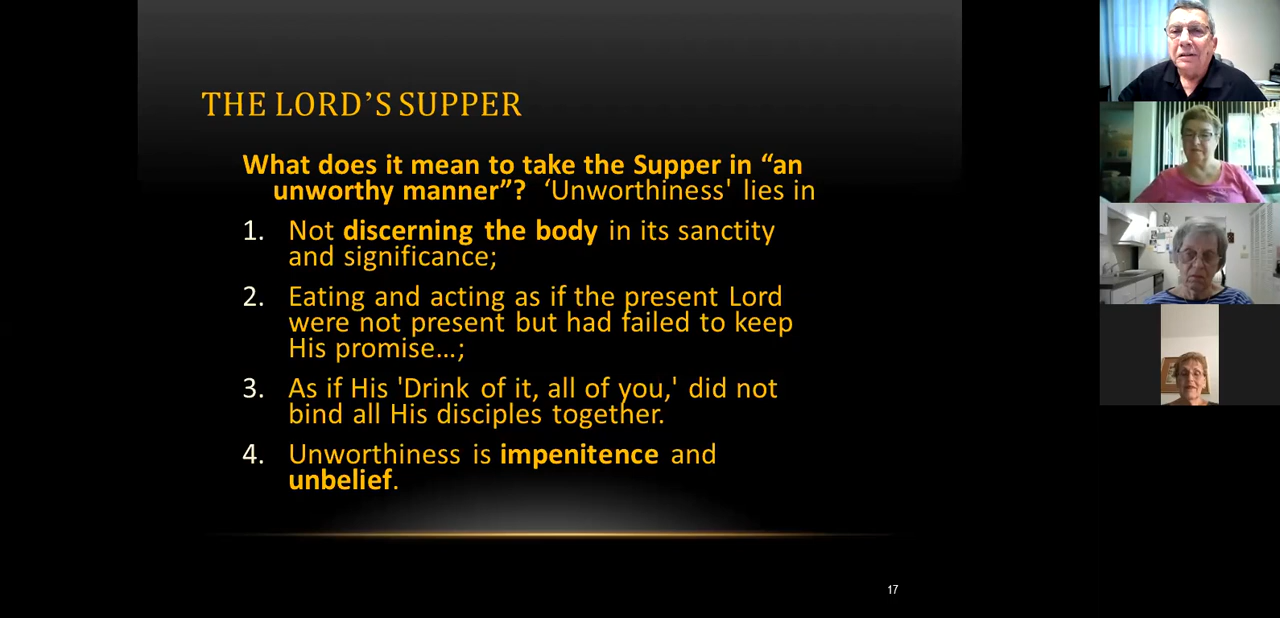 THE LORD’S SUPPER
What does it mean to take the Supper in “an
unworthy manner”? ‘Unworthiness' lies in
1. Not discerning the body in its sanctity
and significance;
2. Eating and acting as if the present Lord
were not present but had failed to keep
His promise…;
3. As if His 'Drink of it, all of you,' did not
bind all His disciples together.
4. Unworthiness is impenitence and
unbelief.
17